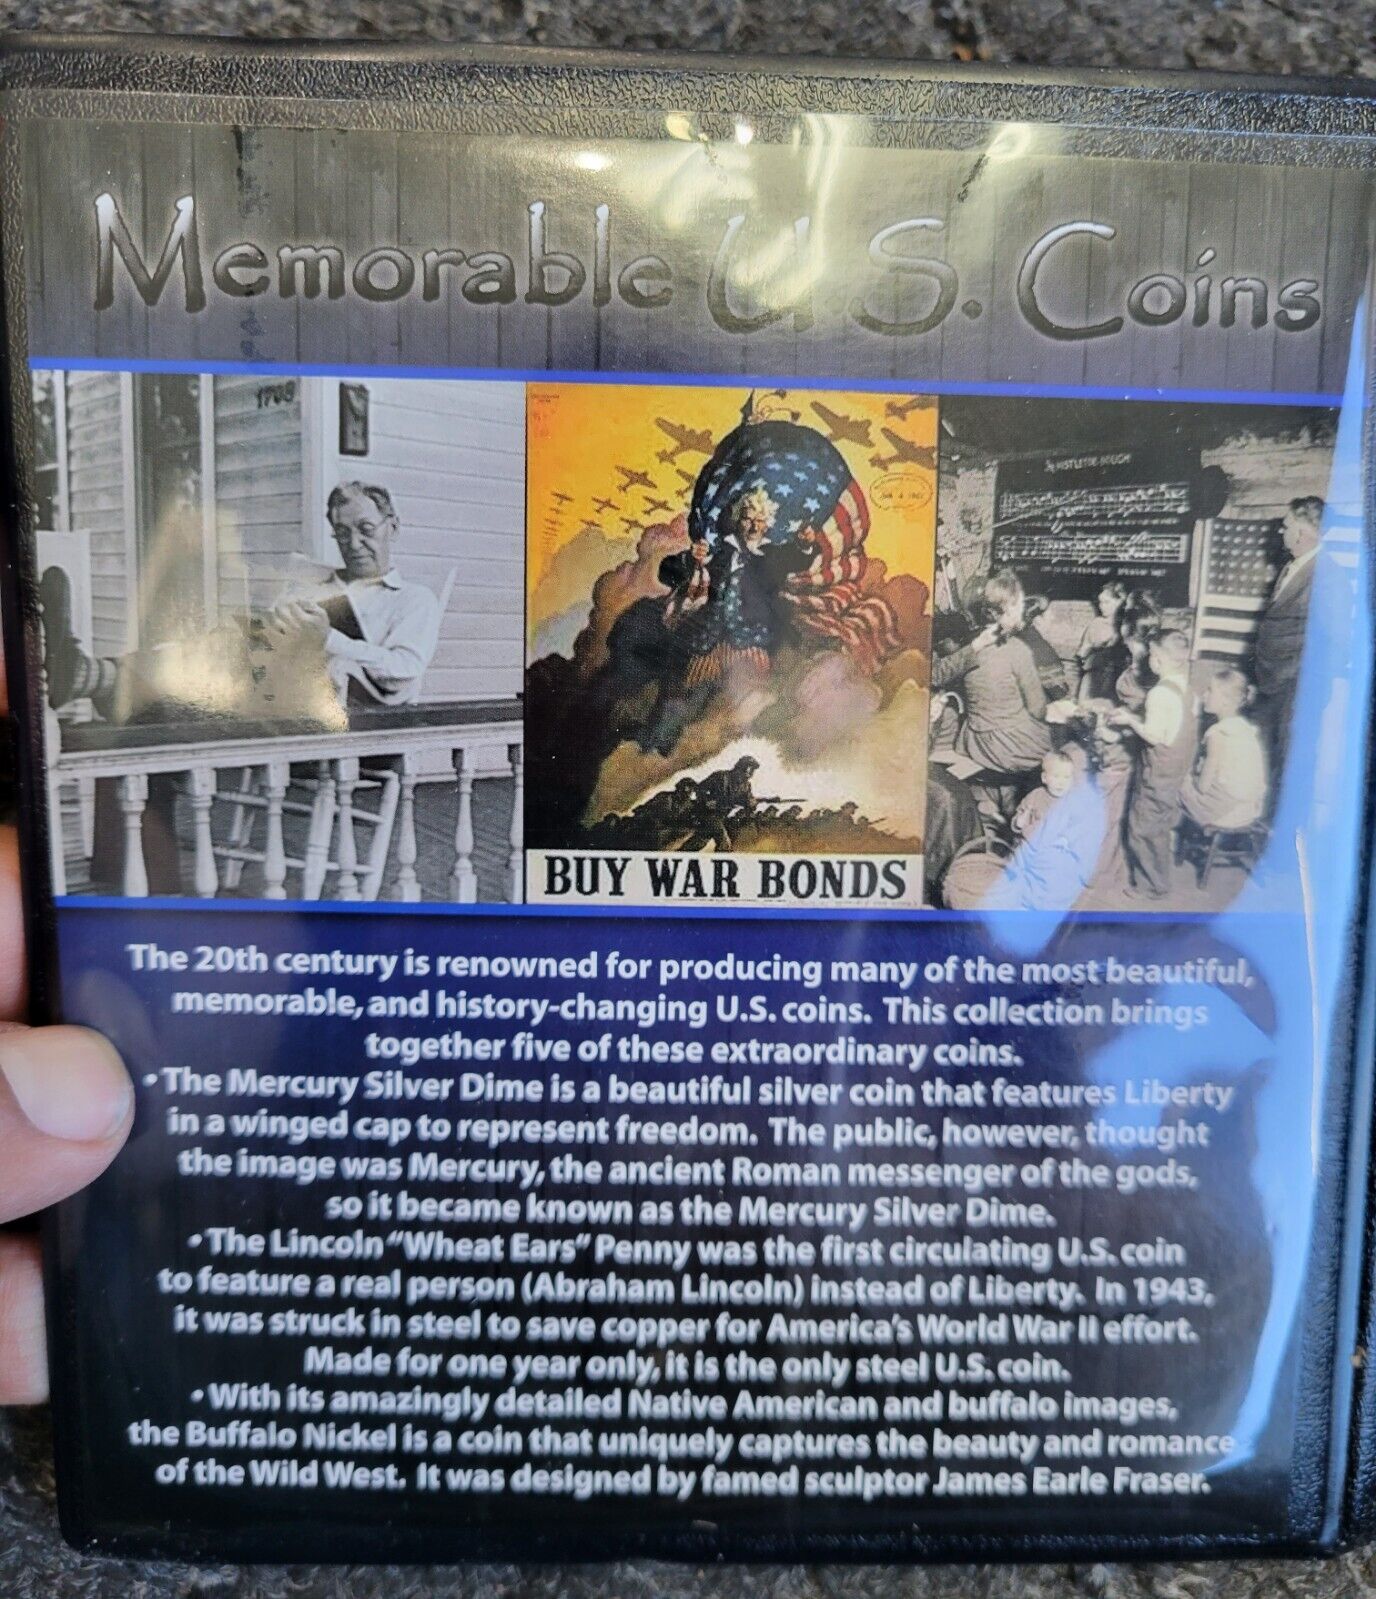 Memorable U.S. Coins
1708
MISTLETOE BOUGH
BUY WAR BONDS
The 20th century is renowned for producing many of the most beautiful,
memorable, and history-changing U.S. coins. This collection brings
together five of these extraordinary coins.
• The Mercury Silver Dime is a beautiful silver coin that features Liberty
in a winged cap to represent freedom. The public, however, thought
the image was Mercury, the ancient Roman messenger of the gods,
so it became known as the Mercury Silver Dime.
• The Lincoln "Wheat Ears" Penny was the first circulating U.S. coin
to feature a real person (Abraham Lincoln) instead of Liberty. In 1943,
it was struck in steel to save copper for America's World War II effort.
Made for one year only, it is the only steel U.S. coin.
• With its amazingly detailed Native American and buffalo images,
the Buffalo Nickel is a coin that uniquely captures the beauty and romance
of the Wild West. It was designed by famed sculptor James Earle Fraser.